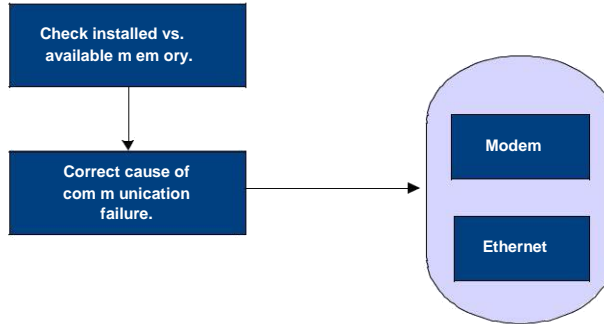 Check installed vs.
available m em ory.
Correct cause of
com m unication
failure.
Modem
Ethernet